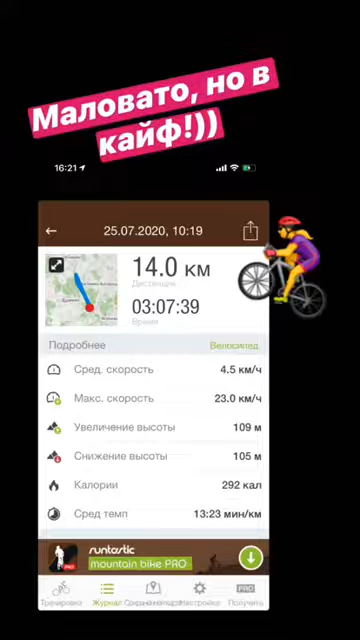 Маловато, но в
кайф!))
16:21
25.07.2020, 10:19
14.0 км
Дистанция
03:07:39
Время
Подробнее Велосипед
Сред. скорость 4.5 км/ч
Макс. скорость 23.0 км/ч
Увеличение высоты 109 м
Снижение высоты 105 м
Калории 292 кал
Сред темп 13:23 мин/км
PRO
runtastic
mountain bike PRO
PRO
Тренировка Журнал Настройки Получить